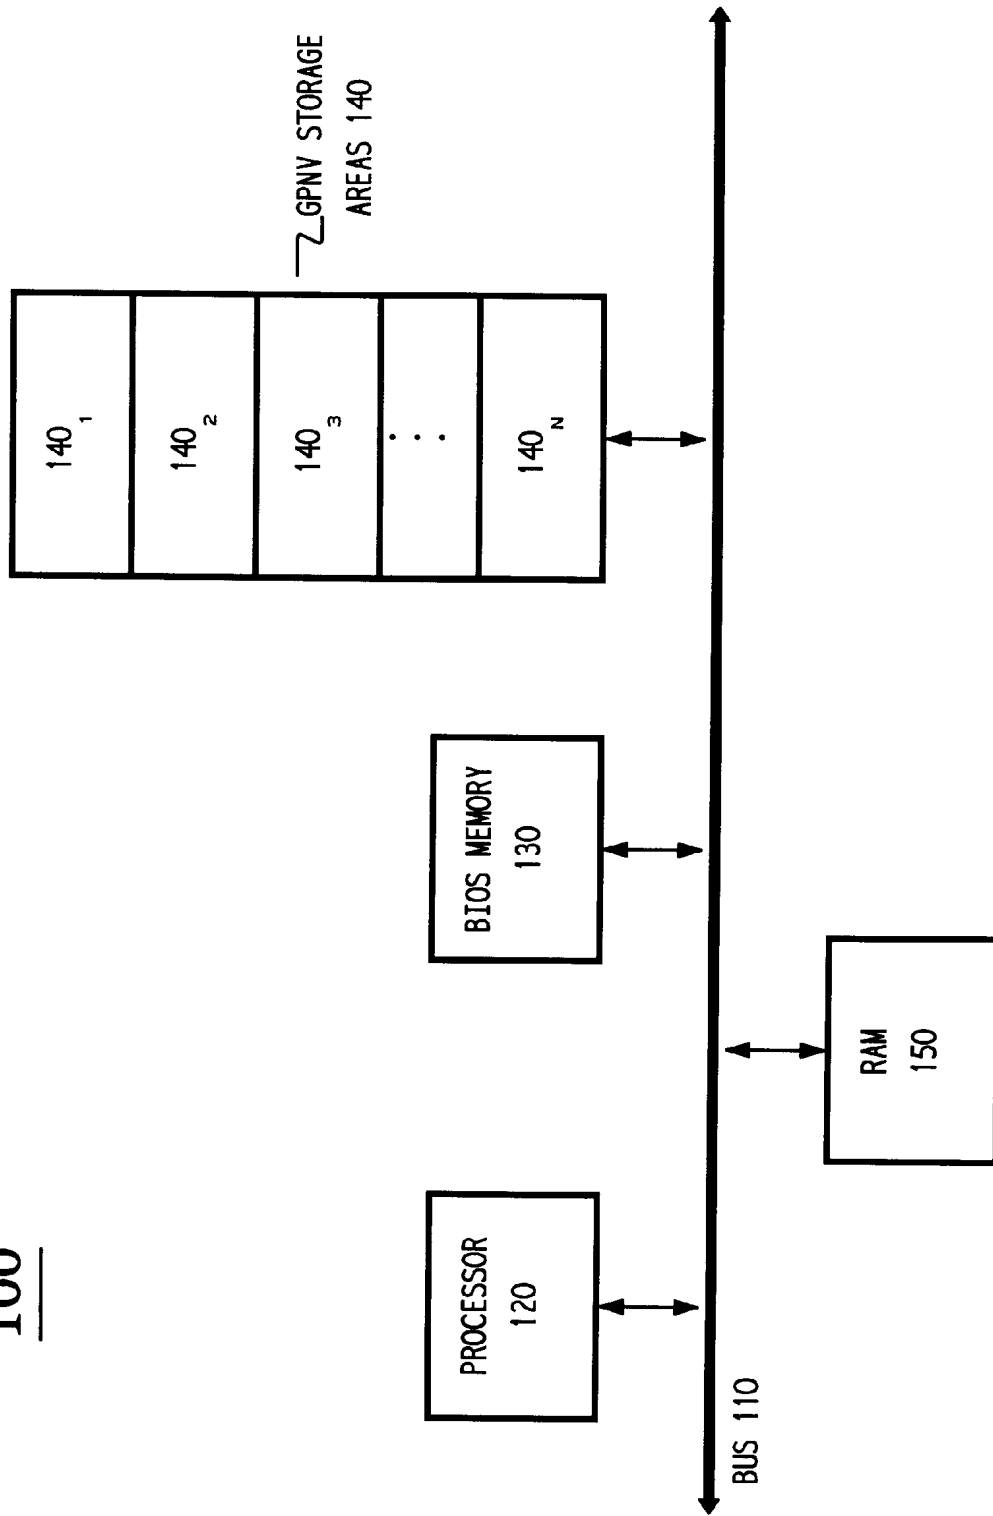 100
GPNV STORAGE
AREAS 140
140 1
140 2
140 3
. . .
140 N
BIOS MEMORY
130
PROCESSOR
120
BUS 110
RAM
150